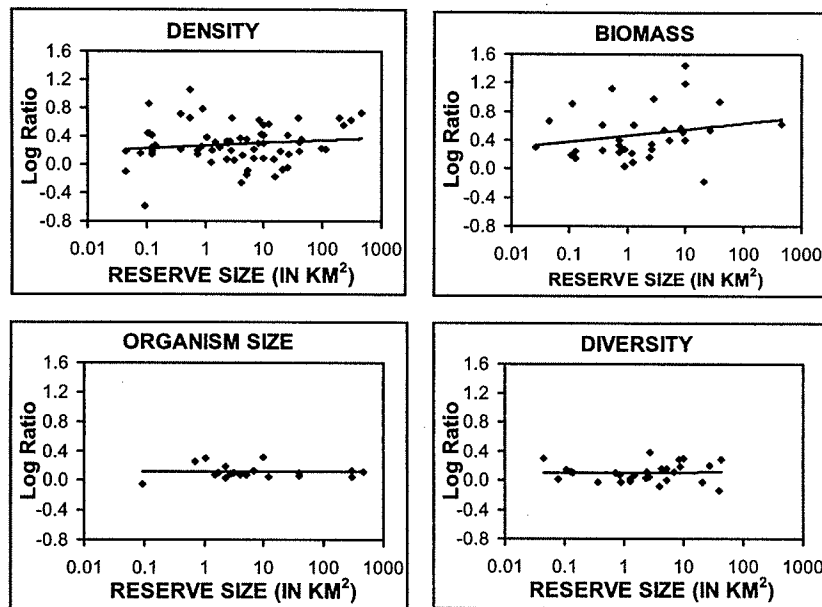 DENSITY
1.6
1.2
0.8
0.4
0.0
-0.4
-0.8
Log Ratio
0.01 0.1 1 10 100 1000
RESERVE SIZE (IN KM²)
BIOMASS
1.6
1.2
0.8
0.4
0.0
-0.4
-0.8
Log Ratio
0.01 0.1 1 10 100 1000
RESERVE SIZE (IN KM²)
ORGANISM SIZE
1.6
1.2
0.8
0.4
0.0
-0.4
-0.8
Log Ratio
0.01 0.1 1 10 100 1000
RESERVE SIZE (IN KM²)
DIVERSITY
1.6
1.2
0.8
0.4
0.0
-0.4
-0.8
Log Ratio
0.01 0.1 1 10 100 1000
RESERVE SIZE (IN KM²)